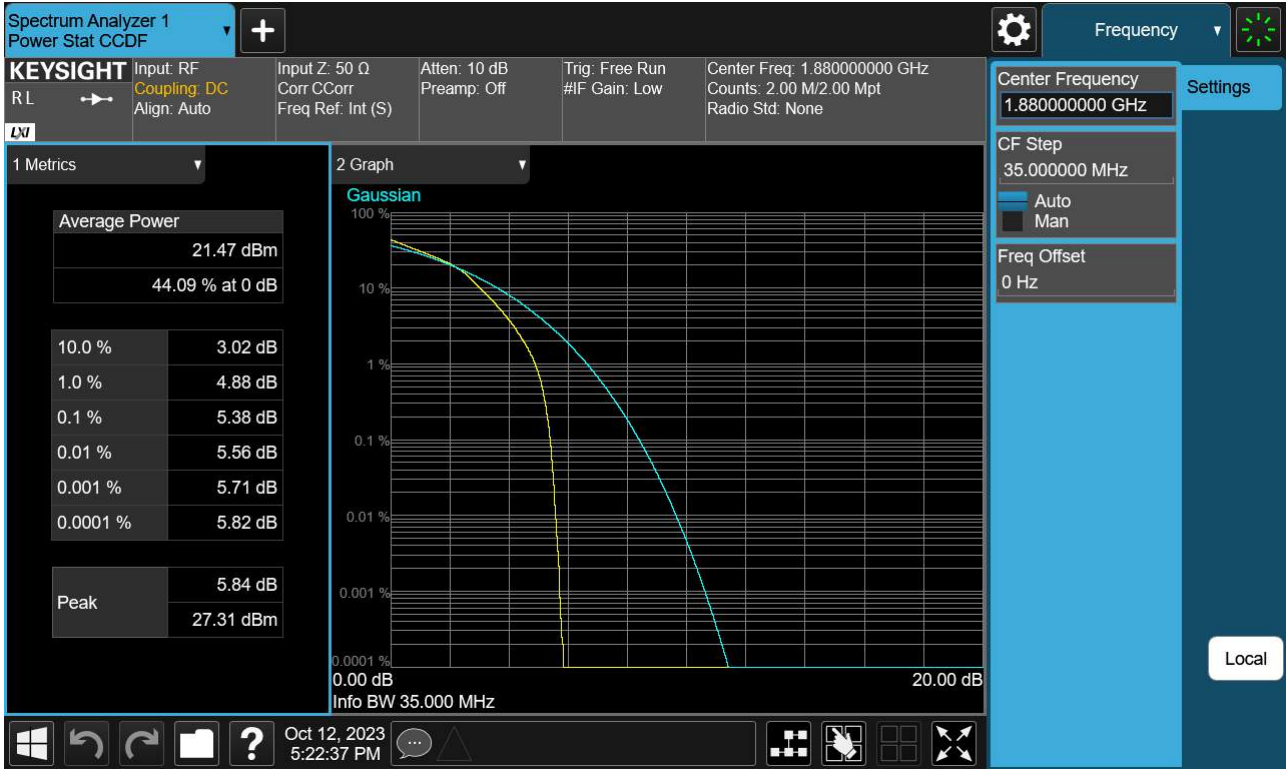 Spectrum Analyzer 1
Power Stat CCDF
Frequency
KEYSIGHT
Input: RF
Input Z: 50 Ω
Atten: 10 dB
Trig: Free Run
Center Freq: 1.880000000 GHz
R L
Coupling: DC
Corr CCorr
Preamp: Off
#IF Gain: Low
Counts: 2.00 M/2.00 Mpt
Align: Auto
Freq Ref: Int (S)
Radio Std: None
LXI
Center Frequency
1.880000000 GHz
Settings
CF Step
35.000000 MHz
Auto
Man
Freq Offset
0 Hz
1 Metrics
Average Power
21.47 dBm
44.09 % at 0 dB
10.0 % 3.02 dB
1.0 % 4.88 dB
0.1 % 5.38 dB
0.01 % 5.56 dB
0.001 % 5.71 dB
0.0001 % 5.82 dB
Peak
5.84 dB
27.31 dBm
2 Graph
Gaussian
100 %
10 %
1 %
0.1 %
0.01 %
0.001 %
0.0001 %
0.00 dB 20.00 dB
Info BW 35.000 MHz
Local
?
Oct 12, 2023
5:22:37 PM